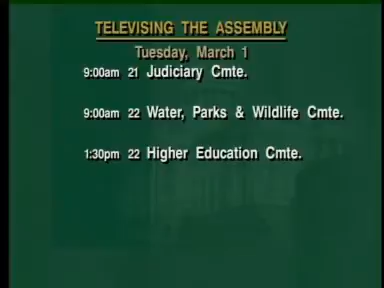 TELEVISING THE ASSEMBLY
Tuesday, March 1
9:00am 21 Judiciary Cmte.
9:00am 22 Water, Parks & Wildlife Cmte.
1:30pm 22 Higher Education Cmte.